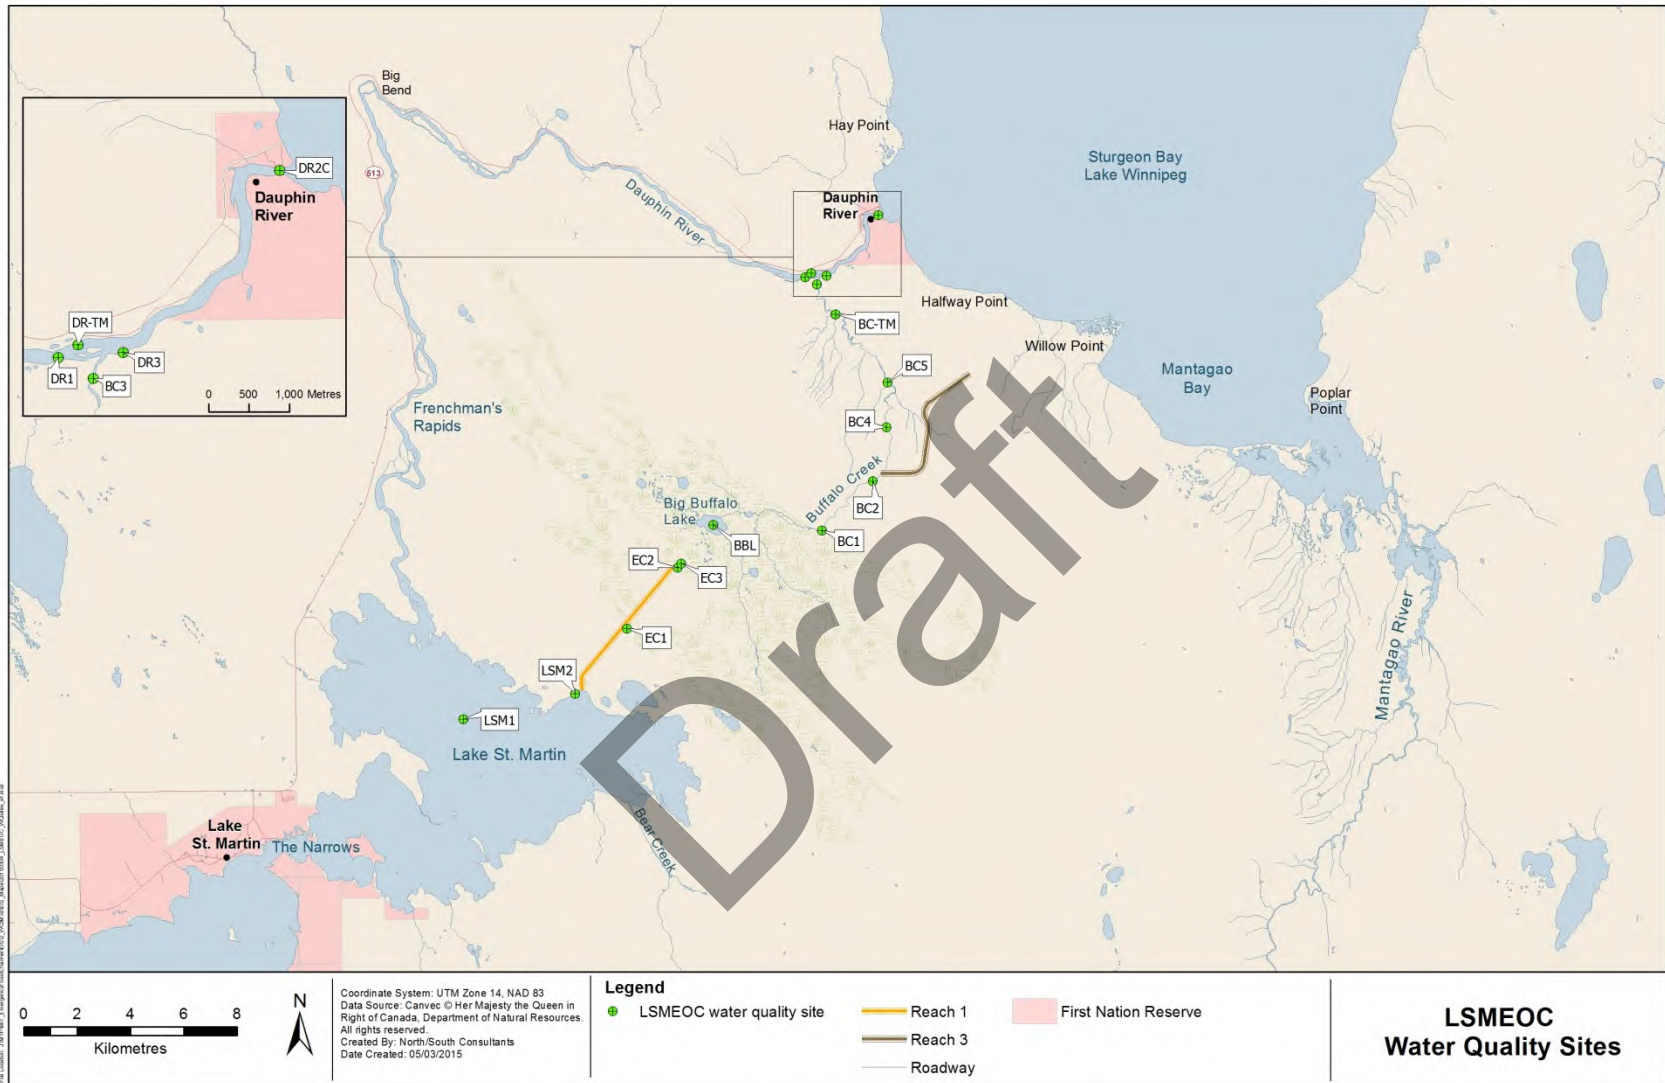 Big
Bend
Hay Point
Sturgeon Bay
Lake Winnipeg
513
Dauphin River
Dauphin
River
DR2C
Dauphin
River
DR-TM
DR3
DR1
BC3
0 500 1,000 Metres
Halfway Point
BC-TM
Willow Point
BC5
Mantagao
Bay
Poplar
Point
Frenchman's
Rapids
BC4
Buffalo Creek
BC2
Big Buffalo
Lake
BBL
BC1
EC2
EC3
EC1
LSM2
LSM1
Lake St. Martin
Mantagao River
Bear Creek
Lake
St. Martin
The Narrows
Draft
0 2 4 6 8
Kilometres
N
Coordinate System: UTM Zone 14, NAD 83
Data Source: Canvec © Her Majesty the Queen in
Right of Canada, Department of Natural Resources.
All rights reserved.
Created By: North/South Consultants
Date Created: 05/03/2015
Legend
LSMEOC water quality site
Reach 1
Reach 3
Roadway
First Nation Reserve
LSMEOC
Water Quality Sites